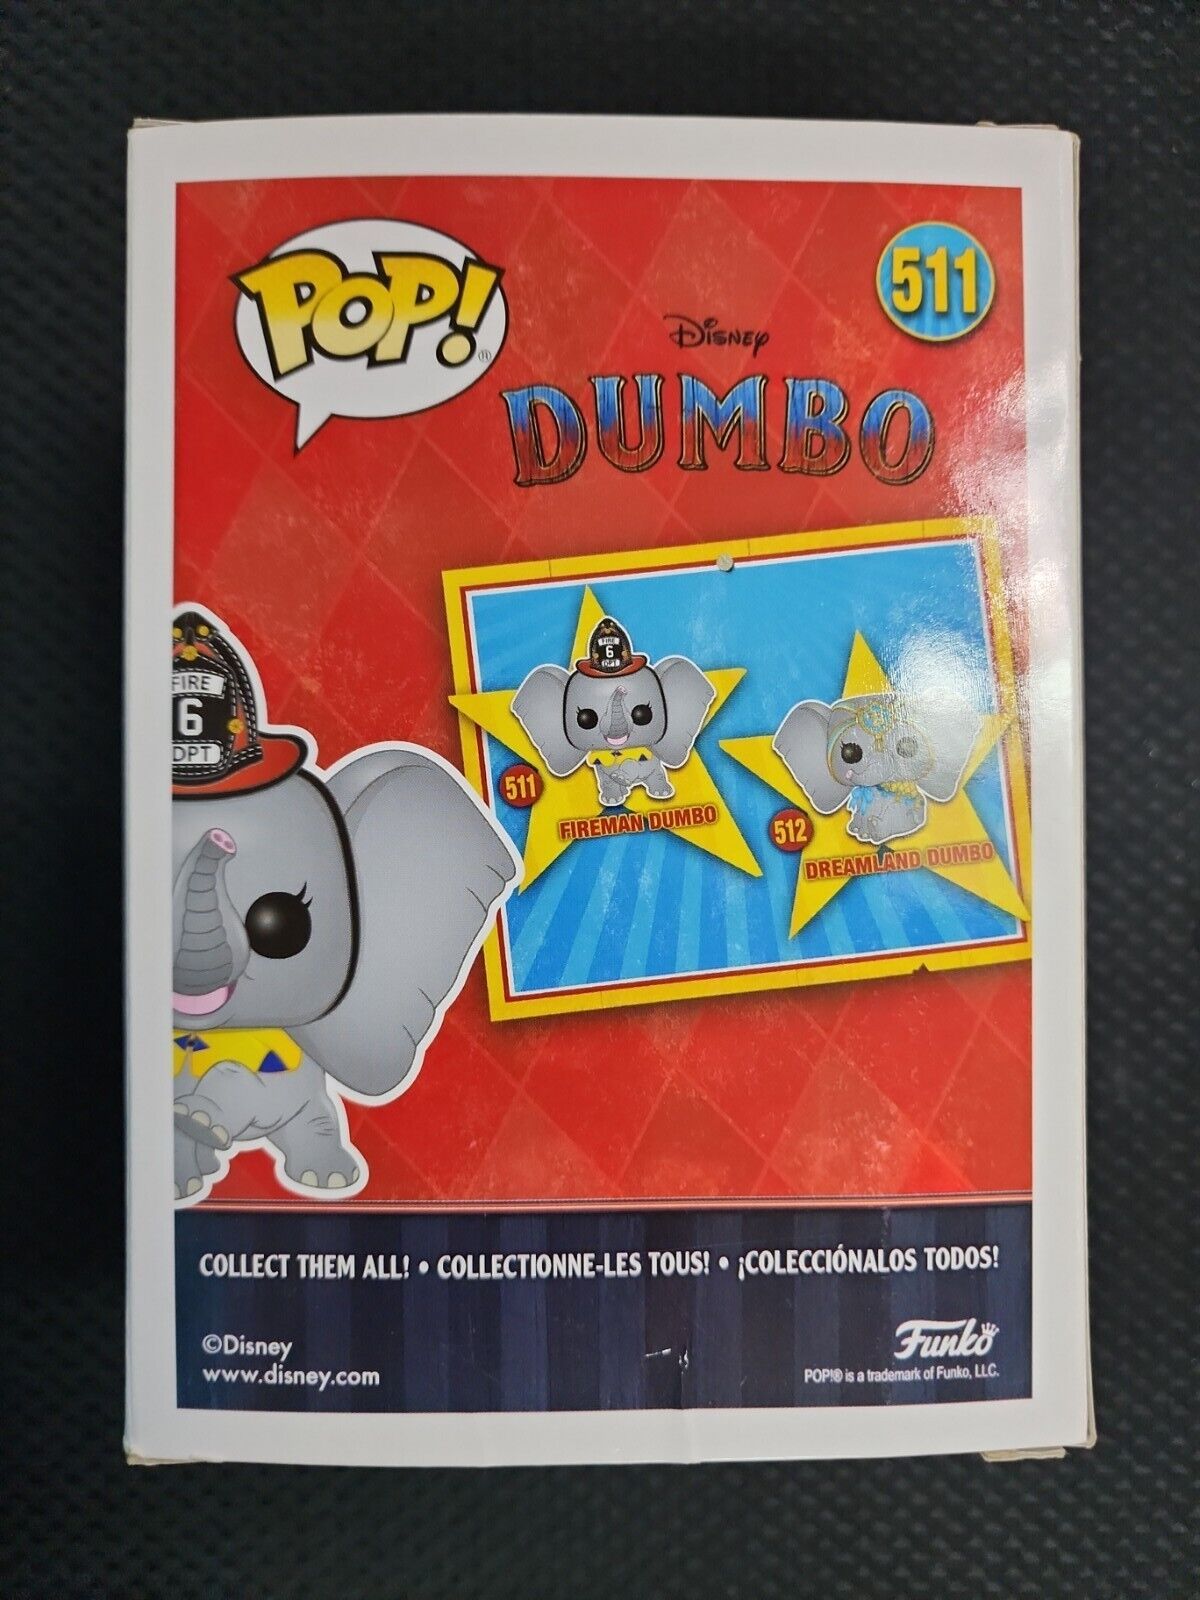 POP!®
511
Disney
DUMBO
FIRE
6
DPT
FIRE
6
DPT
511
FIREMAN DUMBO
512
DREAMLAND DUMBO
COLLECT THEM ALL! • COLLECTIONNE-LES TOUS! • ¡COLECCIÓNALOS TODOS!
©Disney
www.disney.com
Funko
POP!® is a trademark of Funko, LLC.